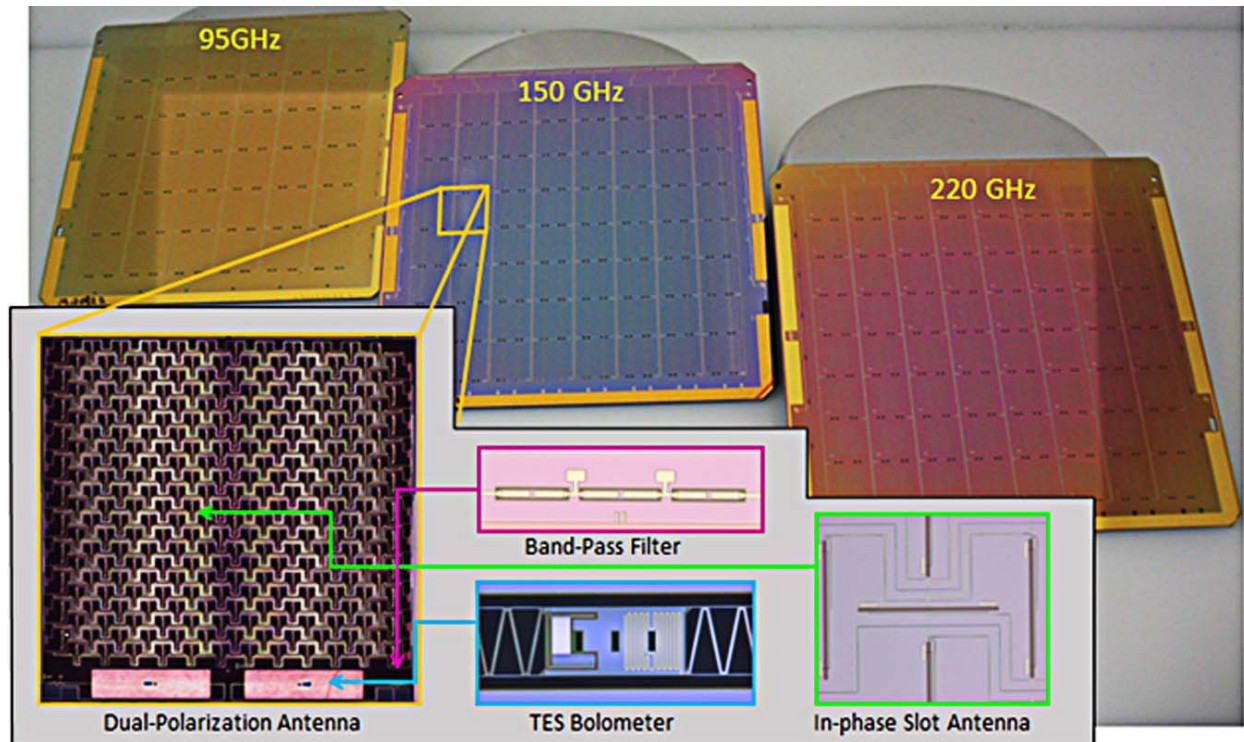 95GHz
150 GHz
220 GHz
Band-Pass Filter
Dual-Polarization Antenna
TES Bolometer
In-phase Slot Antenna